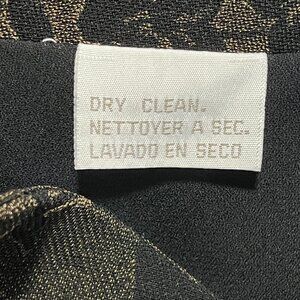 DRY CLEAN.
NETTOYER A SEC.
LAVADO EN SECO